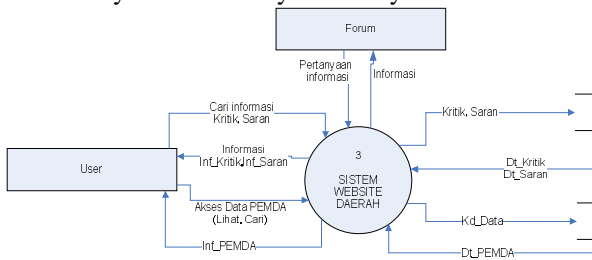 Forum
Pertanyaan
informasi
Informasi
Cari informasi
Kritik, Saran
Kritik, Saran
3
SISTEM
WEBSITE
DAERAH
User
Informasi
Inf_Kritik,Inf_Saran
Dt_Kritik
Dt_Saran
Akses Data PEMDA
(Lihat, Cari)
Kd_Data
Inf_PEMDA
Dt_PEMDA